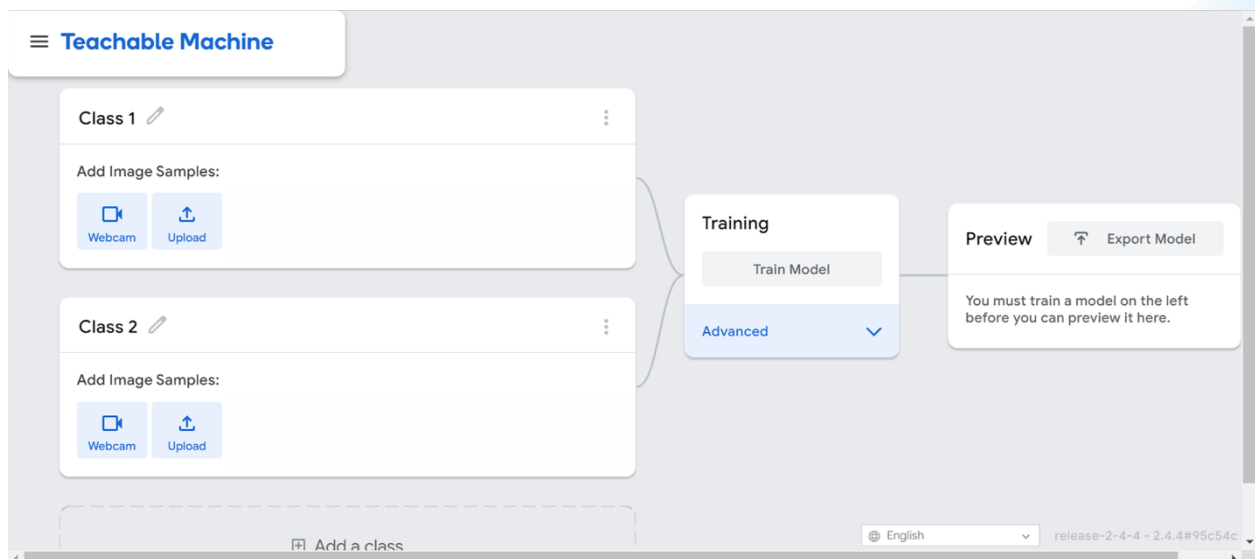 Teachable Machine
Class 1
Add Image Samples:
Webcam Upload
Class 2
Add Image Samples:
Webcam Upload
Add a class
Training
Train Model
Advanced
Preview
Export Model
You must train a model on the left
before you can preview it here.
English
release-2-4-4 - 2.4.4#95c54c